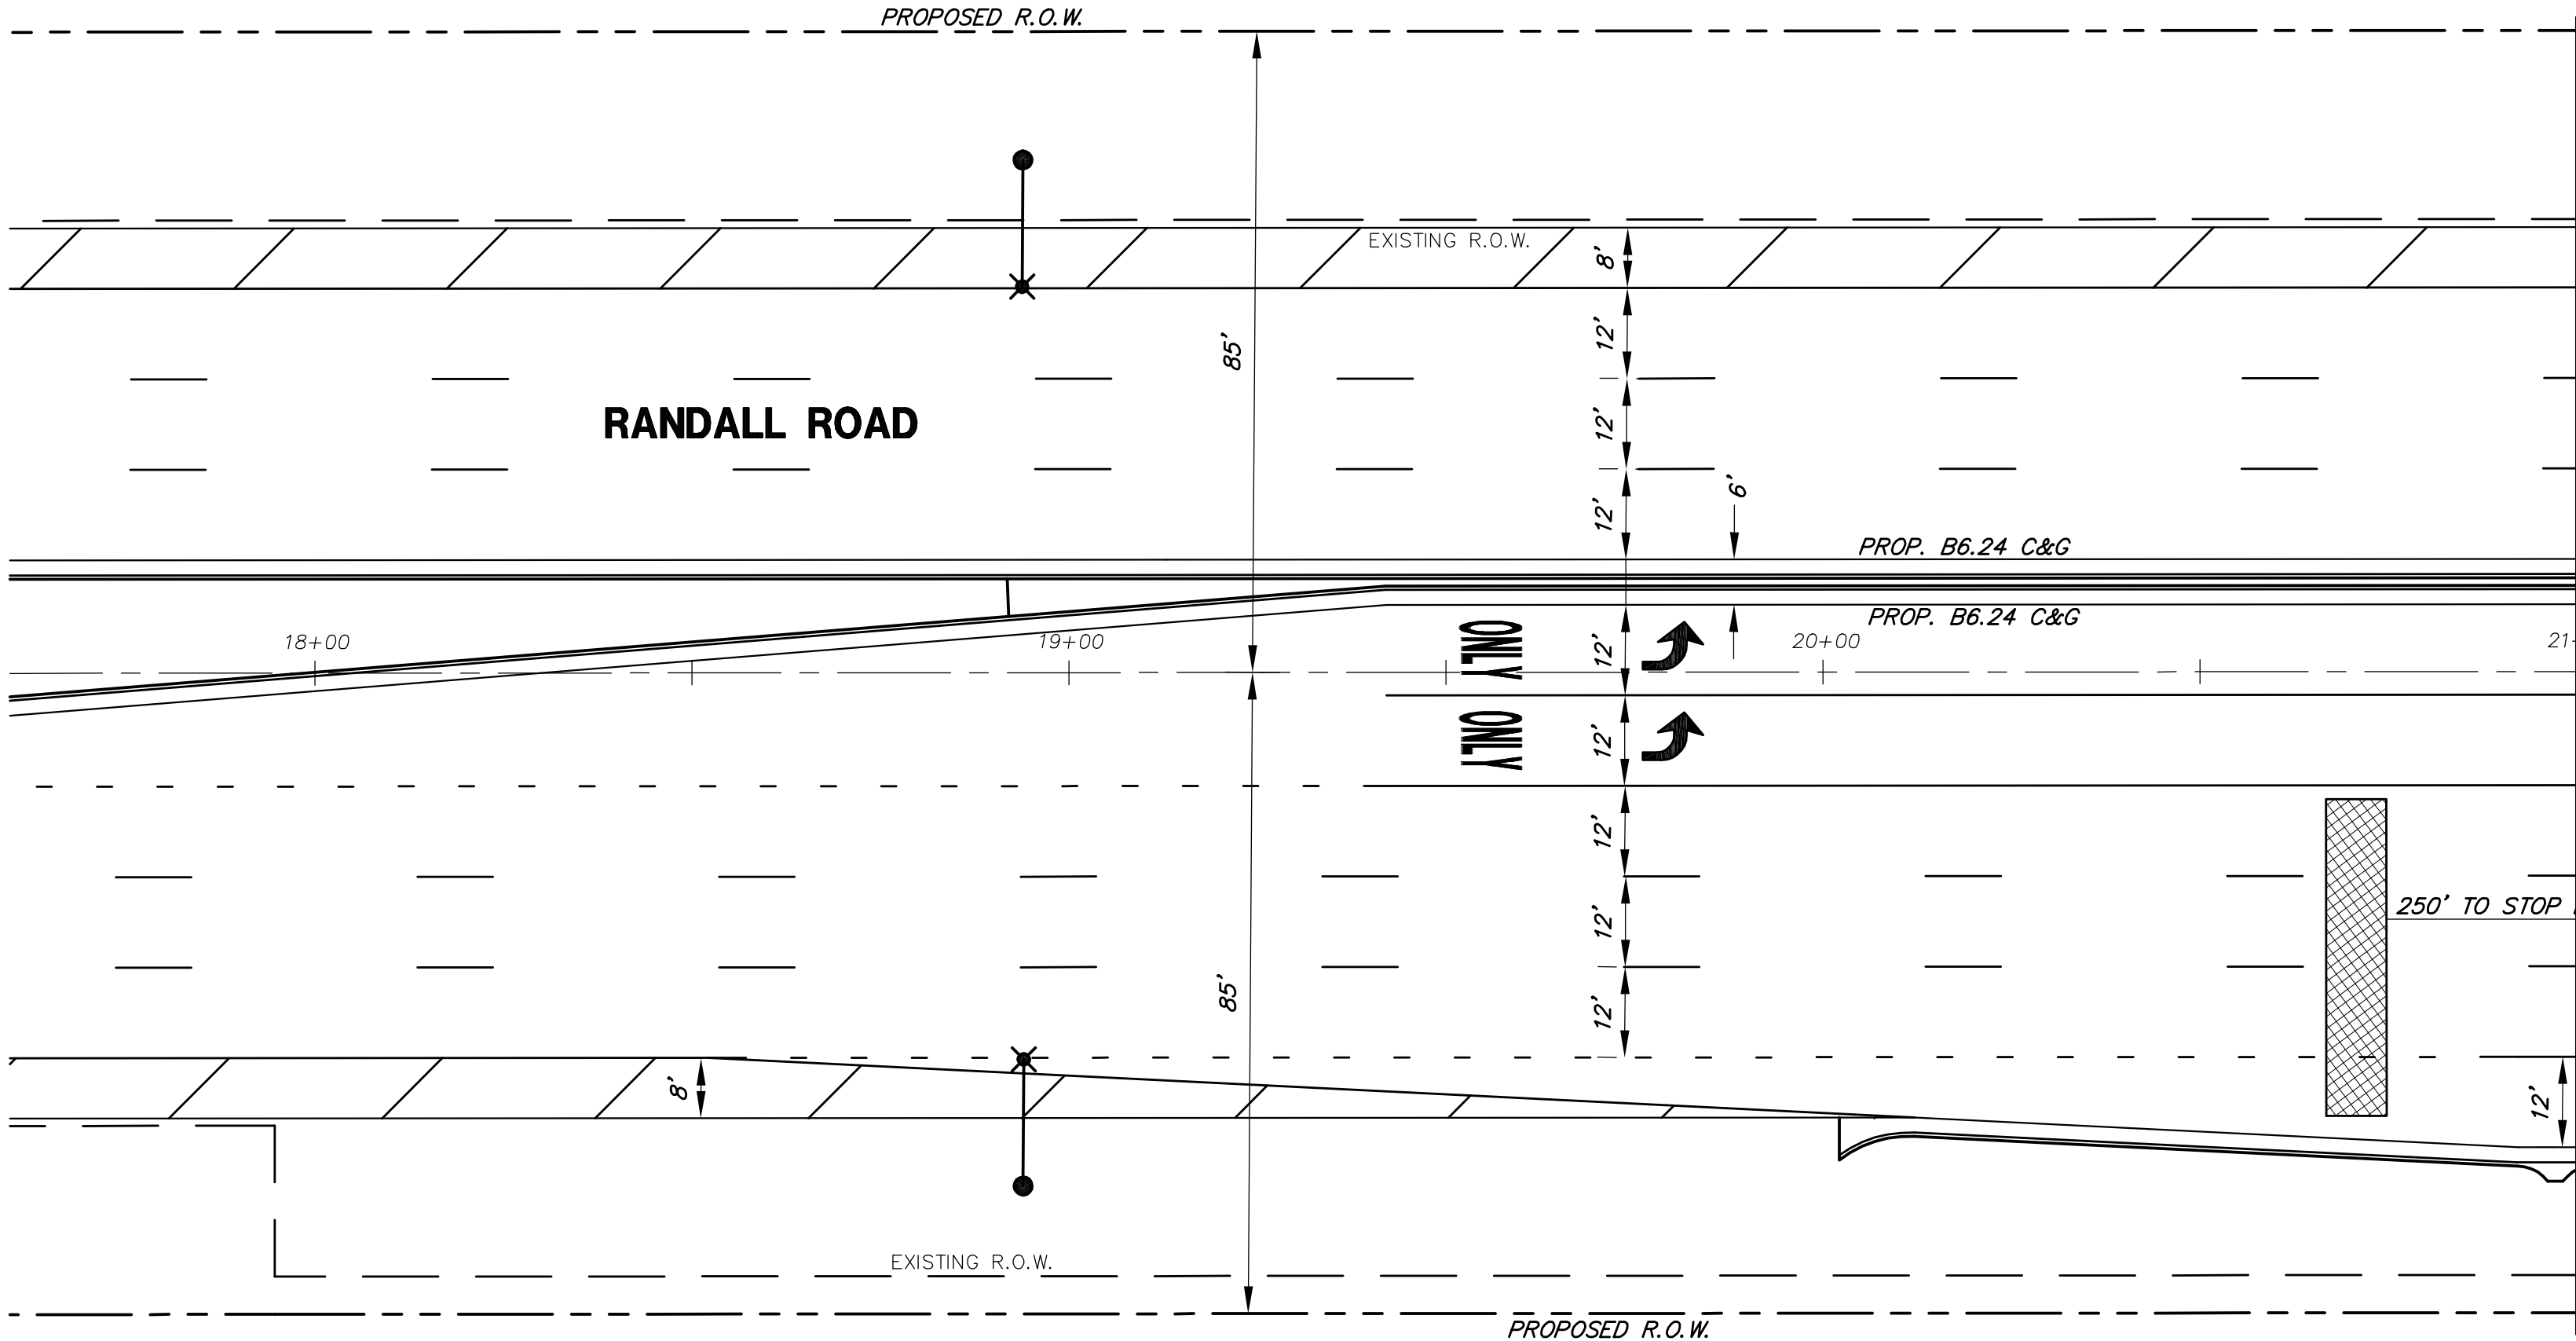 PROPOSED R.O.W.
EXISTING R.O.W.
8'
12'
85'
RANDALL ROAD
12'
6'
12'
PROP. B6.24 C&G
PROP. B6.24 C&G
18+00
19+00
20+00
21
ONLY
12'
ONLY
12'
12'
250' TO STOP
12'
85'
12'
8'
12'
EXISTING R.O.W.
PROPOSED R.O.W.